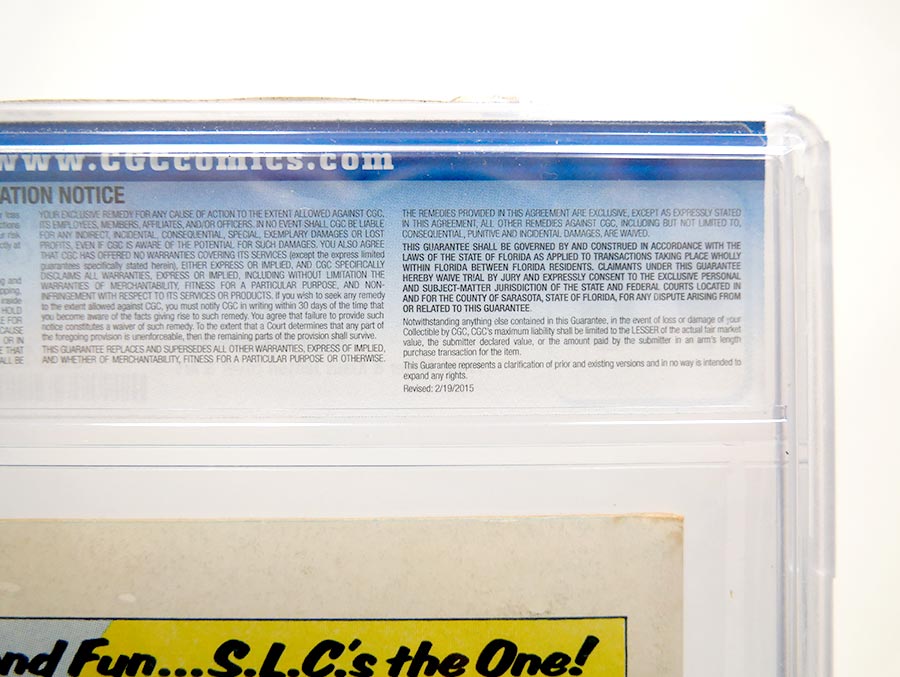 www.CGCcomics.com
ATION NOTICE
r loss
ctions
ur risk
ctly at
ng and
pping,
inside
HOLD
E FOR
CAUSE
OR IN
E THAT
ALL BE
YOUR EXCLUSIVE REMEDY FOR ANY CAUSE OF ACTION TO THE EXTENT ALLOWED AGAINST CGC,
ITS EMPLOYEES, MEMBERS, AFFILIATES, AND/OR OFFICERS. IN NO EVENT SHALL CGC BE LIABLE
FOR ANY INDIRECT, INCIDENTAL, CONSEQUENTIAL, SPECIAL, EXEMPLARY DAMAGES OR LOST
PROFITS, EVEN IF CGC IS AWARE OF THE POTENTIAL FOR SUCH DAMAGES. YOU ALSO AGREE
THAT CGC HAS OFFERED NO WARRANTIES COVERING ITS SERVICES (except the express limited
guarantees specifically stated herein), EITHER EXPRESS OR IMPLIED, AND CGC SPECIFICALLY
DISCLAIMS ALL WARRANTIES, EXPRESS OR IMPLIED, INCLUDING WITHOUT LIMITATION THE
WARRANTIES OF MERCHANTABILITY, FITNESS FOR A PARTICULAR PURPOSE, AND NON-
INFRINGEMENT WITH RESPECT TO ITS SERVICES OR PRODUCTS. If you wish to seek any remedy
to the extent allowed against CGC, you must notify CGC in writing within 30 days of the time that
you become aware of the facts giving rise to such remedy. You agree that failure to provide such
notice constitutes a waiver of such remedy. To the extent that a Court determines that any part of
the foregoing provision is unenforceable, then the remaining parts of the provision shall survive.
THIS GUARANTEE REPLACES AND SUPERSEDES ALL OTHER WARRANTIES, EXPRESS OF IMPLIED,
AND WHETHER OF MERCHANTABILITY, FITNESS FOR A PARTICULAR PURPOSE OR OTHERWISE.
THE REMEDIES PROVIDED IN THIS AGREEMENT ARE EXCLUSIVE, EXCEPT AS EXPRESSLY STATED
IN THIS AGREEMENT, ALL OTHER REMEDIES AGAINST CGC, INCLUDING BUT NOT LIMITED TO,
CONSEQUENTIAL, PUNITIVE AND INCIDENTAL DAMAGES, ARE WAIVED.
THIS GUARANTEE SHALL BE GOVERNED BY AND CONSTRUED IN ACCORDANCE WITH THE
LAWS OF THE STATE OF FLORIDA AS APPLIED TO TRANSACTIONS TAKING PLACE WHOLLY
WITHIN FLORIDA BETWEEN FLORIDA RESIDENTS. CLAIMANTS UNDER THIS GUARANTEE
HEREBY WAIVE TRIAL BY JURY AND EXPRESSLY CONSENT TO THE EXCLUSIVE PERSONAL
AND SUBJECT-MATTER JURISDICTION OF THE STATE AND FEDERAL COURTS LOCATED IN
AND FOR THE COUNTY OF SARASOTA, STATE OF FLORIDA, FOR ANY DISPUTE ARISING FROM
OR RELATED TO THIS GUARANTEE.
Notwithstanding anything else contained in this Guarantee, in the event of loss or damage of your
Collectible by CGC, CGC's maximum liability shall be limited to the LESSER of the actual fair market
value, the submitter declared value, or the amount paid by the submitter in an arm's length
purchase transaction for the item.
This Guarantee represents a clarification of prior and existing versions and in no way is intended to
expand any rights.
Revised: 2/19/2015
nd Fun...S.L.C.'s the One!